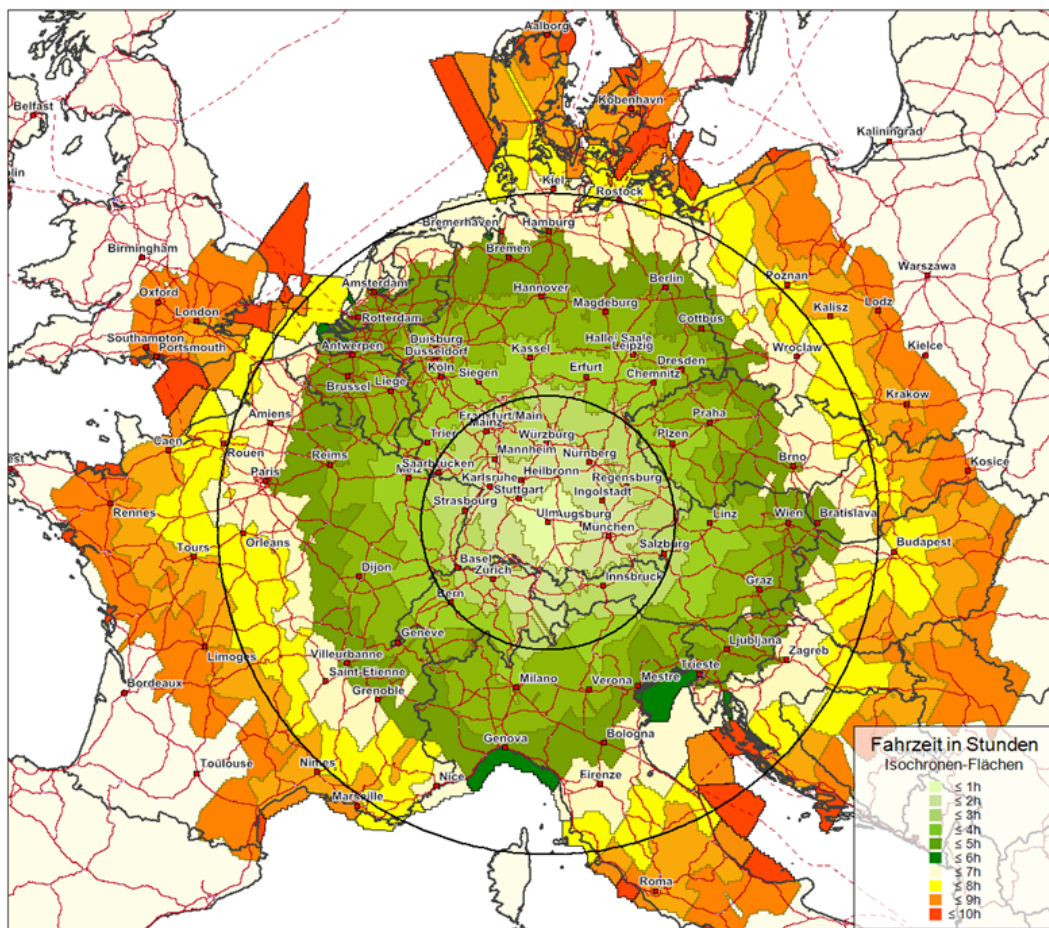 Aalborg
København
Belfast
Kaliningrad
olin
Kiel
Rostock
Bremerhaven
Hamburg
Birmingham
Bremen
Warszawa
Berlin
Poznan
Amsterdam
Hannover
Oxford
Magdeburg
Kalisz
Lodz
London
Rotterdam
Cottbus
Southampton
Portsmouth
Duisburg
Halle/ Saale
Antwerpen
Düsseldorf
Kassel
Leipzig
Wroclaw
Kielce
Köln
Dresden
Brussel
Liege
Siegen
Erfurt
Chemnitz
Krakow
Amiens
Frankfurt/Main
Praha
Mainz
Caen
Rouen
Trier
Würzburg
Plzen
est
Reims
Mannheim
Nürnberg
Brno
Kosice
Paris
Metz
Saarbrucken
Heilbronn
Karlsruhe
Regensburg
Rennes
Strasbourg
Stuttgart
Ingolstadt
Ulm
Augsburg
Linz
Wien
Bratislava
Orleans
München
Tours
Salzburg
Budapest
Basel
Dijon
Zürich
Innsbruck
Graz
Bern
Geneve
Ljubljana
Limoges
Villeurbanne
Zagreb
Saint-Etienne
Trieste
Bordeaux
Grenoble
Milano
Verona
Mestre
Genova
Bologna
Toulouse
Nimes
Nice
Firenze
Marseille
Roma
Fahrzeit in Stunden
Isochronen-Flächen
≤ 1h
≤ 2h
≤ 3h
≤ 4h
≤ 5h
≤ 6h
≤ 7h
≤ 8h
≤ 9h
≤ 10h